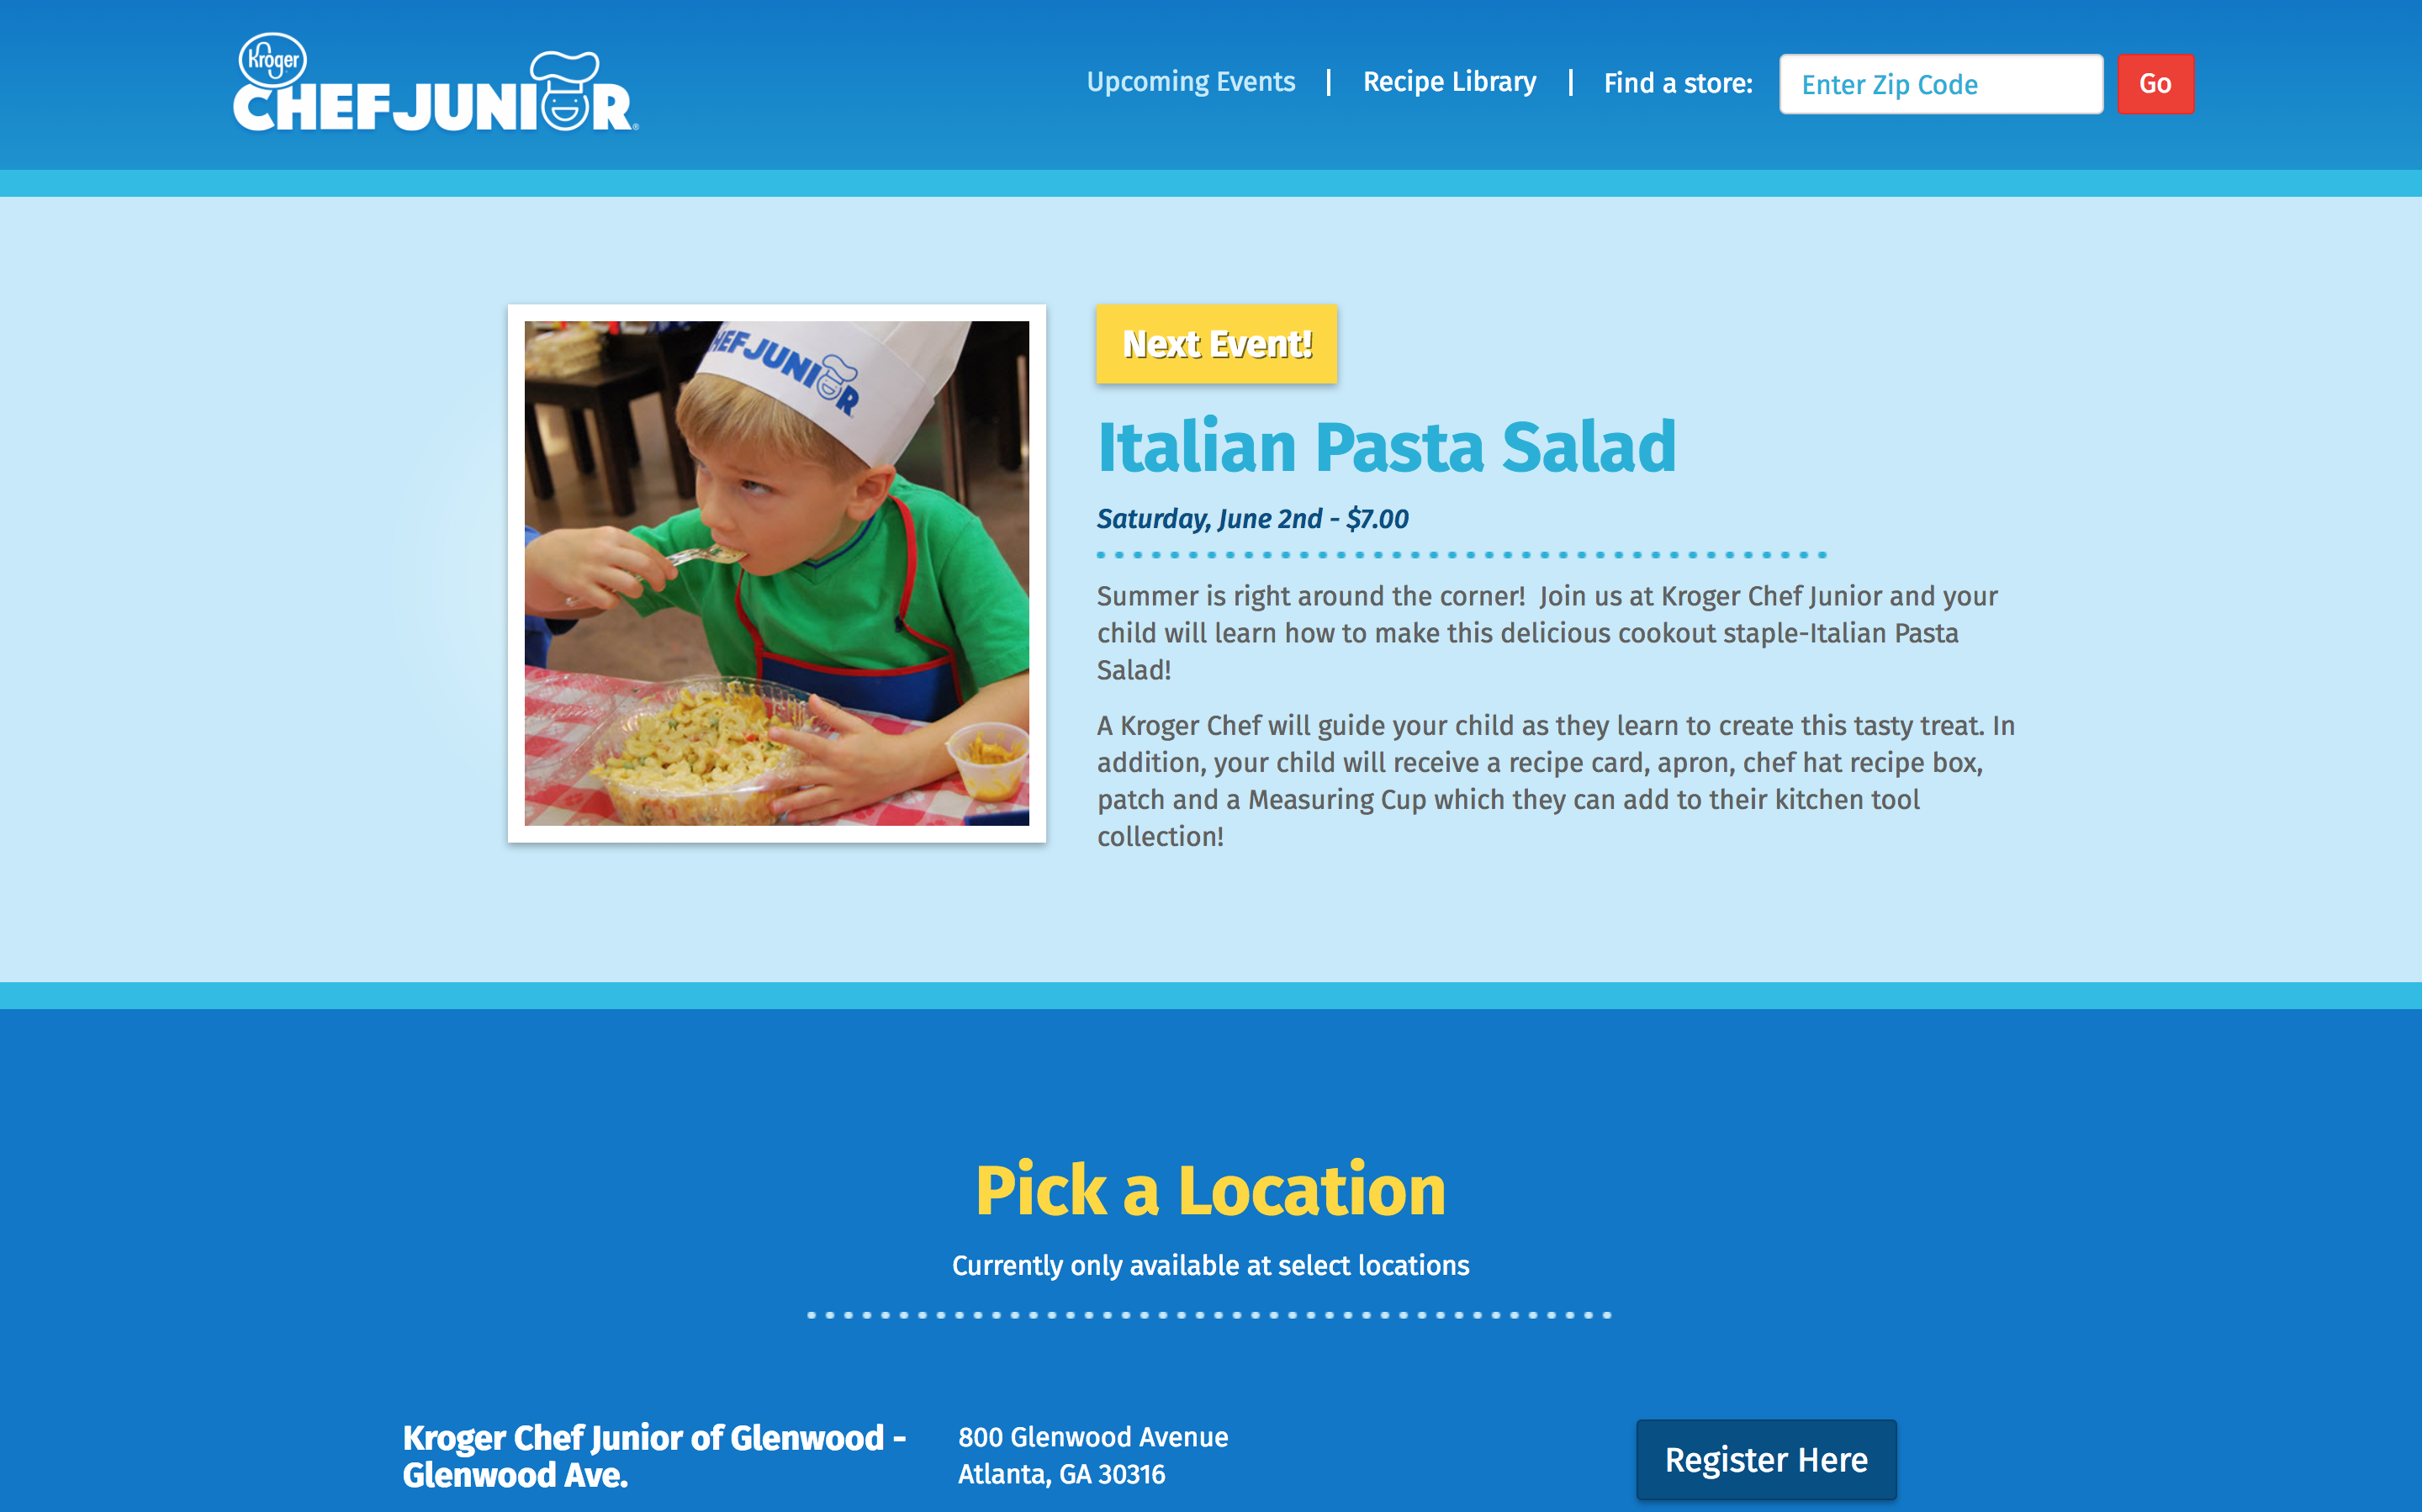 Kroger
CHEF JUNIOR®
Upcoming Events | Recipe Library | Find a store: Enter Zip Code Go
HEF JUNIOR
Next Event!
Italian Pasta Salad
Saturday, June 2nd - $7.00
Summer is right around the corner!  Join us at Kroger Chef Junior and your
child will learn how to make this delicious cookout staple-Italian Pasta
Salad!
A Kroger Chef will guide your child as they learn to create this tasty treat. In
addition, your child will receive a recipe card, apron, chef hat recipe box,
patch and a Measuring Cup which they can add to their kitchen tool
collection!
Pick a Location
Currently only available at select locations
Kroger Chef Junior of Glenwood -
Glenwood Ave.
800 Glenwood Avenue
Atlanta, GA 30316
Register Here